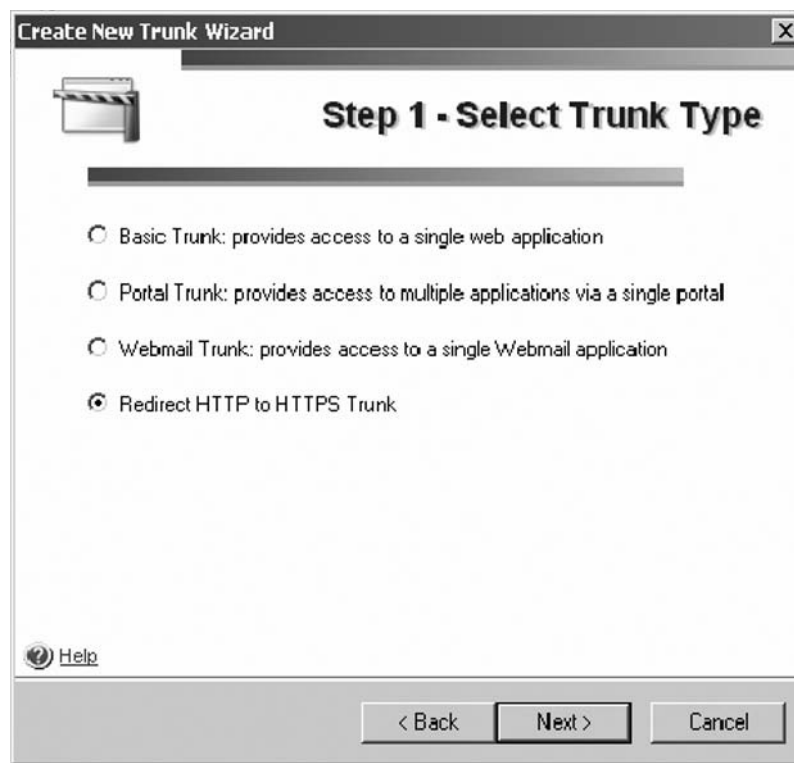 Create New Trunk Wizard
Step 1 - Select Trunk Type
Basic Trunk: provides access to a single web application
Portal Trunk: provides access to multiple applications via a single portal
Webmail Trunk: provides access to a single Webmail application
Redirect HTTP to HTTPS Trunk
Help
< Back Next > Cancel